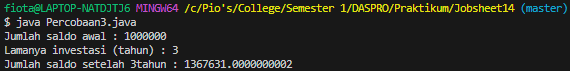 fiota@LAPTOP-NATDJTJ6 MINGW64 /c/Pio's/College/Semester 1/DASPRO/Praktikum/Jobsheet14 (master)
$ java Percobaan3.java
Jumlah saldo awal : 1000000
Lamanya investasi (tahun) : 3
Jumlah saldo setelah 3tahun : 1367631.0000000002